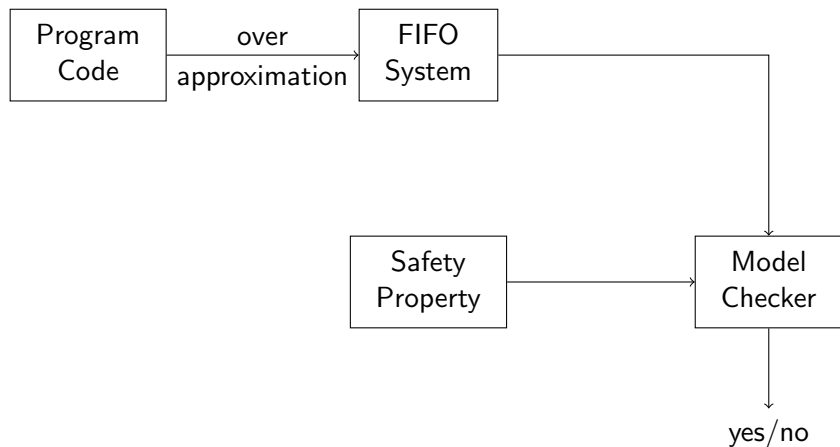 Program
Code
over
approximation
FIFO
System
Safety
Property
Model
Checker
yes/no